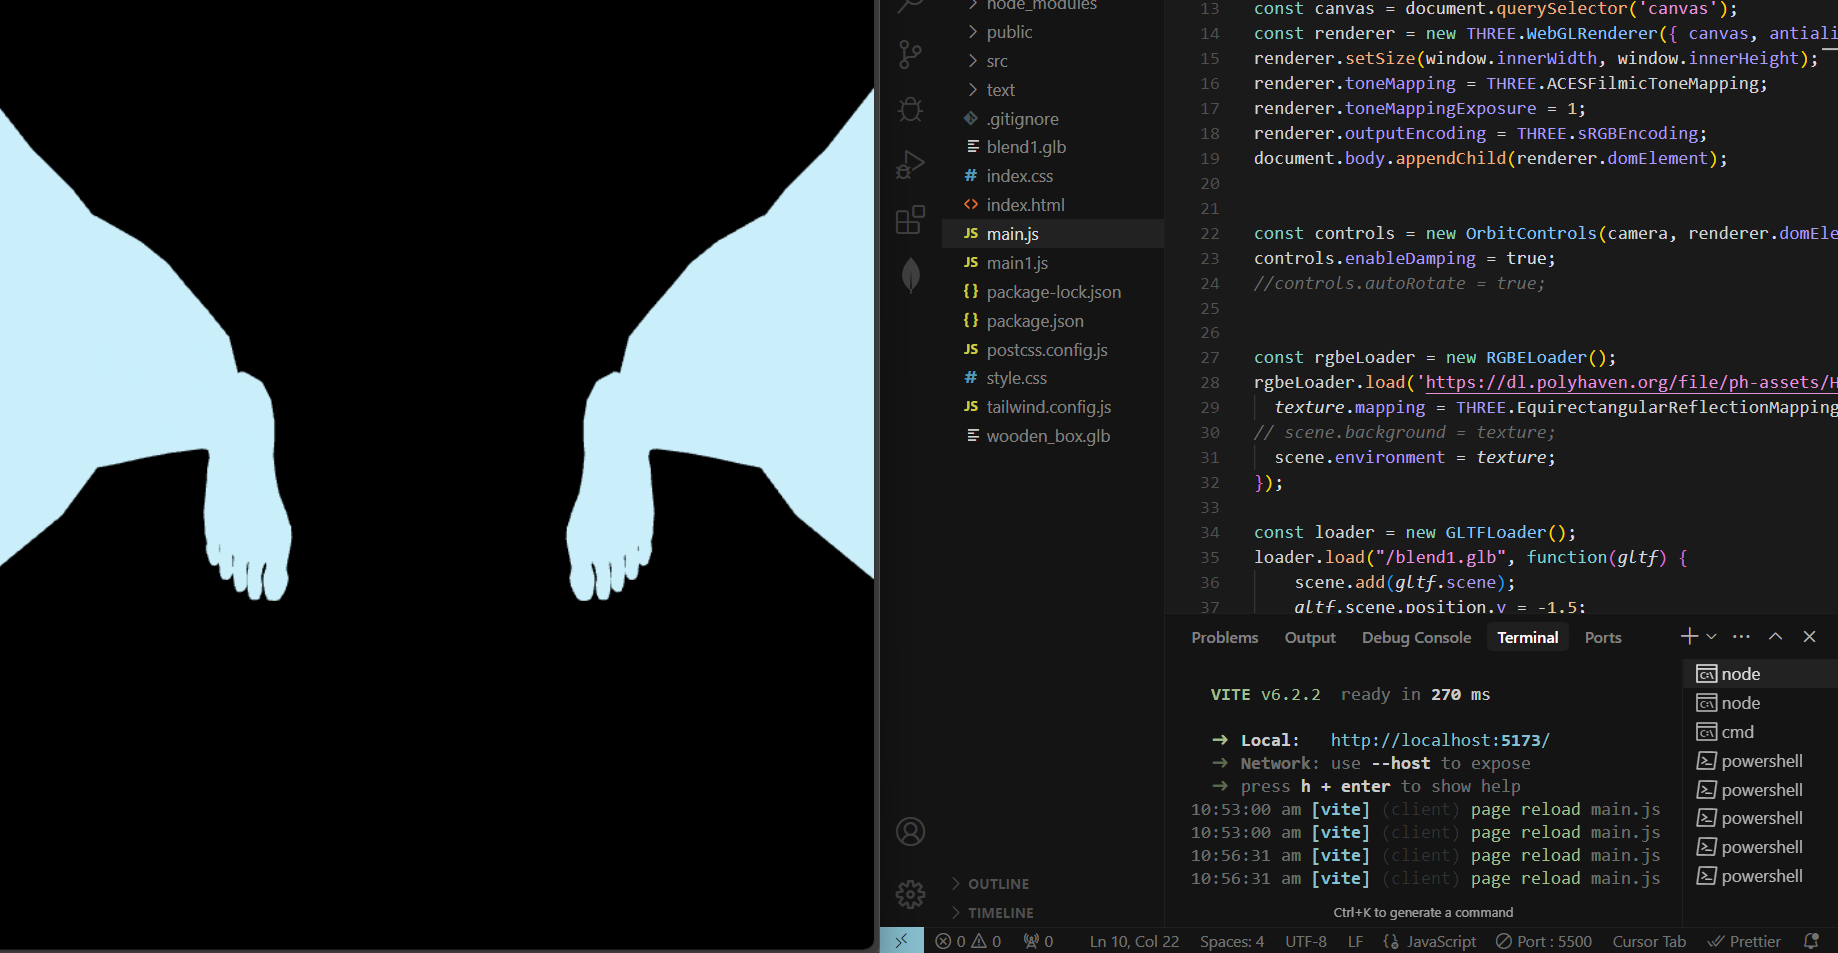 node_modules
public
src
text
.gitignore
blend1.glb
index.css
index.html
main.js
main1.js
package-lock.json
package.json
postcss.config.js
style.css
tailwind.config.js
wooden_box.glb
OUTLINE
TIMELINE
13 const canvas = document.querySelector('canvas');
14 const renderer = new THREE.WebGLRenderer({ canvas, antiali
15 renderer.setSize(window.innerWidth, window.innerHeight);
16 renderer.toneMapping = THREE.ACESFilmicToneMapping;
17 renderer.toneMappingExposure = 1;
18 renderer.outputEncoding = THREE.sRGBEncoding;
19 document.body.appendChild(renderer.domElement);
20
21
22 const controls = new OrbitControls(camera, renderer.domEle
23 controls.enableDamping = true;
24 //controls.autoRotate = true;
25
26
27 const rgbeLoader = new RGBELoader();
28 rgbeLoader.load('https://dl.polyhaven.org/file/ph-assets/H
29 texture.mapping = THREE.EquirectangularReflectionMapping
30 // scene.background = texture;
31 scene.environment = texture;
32 });
33
34 const loader = new GLTFLoader();
35 loader.load("/blend1.glb", function(gltf) {
36 scene.add(gltf.scene);
37 gltf.scene.position.y = -1.5;
Problems Output Debug Console Terminal Ports
VITE v6.2.2 ready in 270 ms
➜ Local: http://localhost:5173/
➜ Network: use --host to expose
➜ press h + enter to show help
10:53:00 am [vite] (client) page reload main.js
10:53:00 am [vite] (client) page reload main.js
10:56:31 am [vite] (client) page reload main.js
10:56:31 am [vite] (client) page reload main.js
Ctrl+K to generate a command
node
node
cmd
powershell
powershell
powershell
powershell
powershell
0 0 0 Ln 10, Col 22 Spaces: 4 UTF-8 LF JavaScript Port : 5500 Cursor Tab Prettier